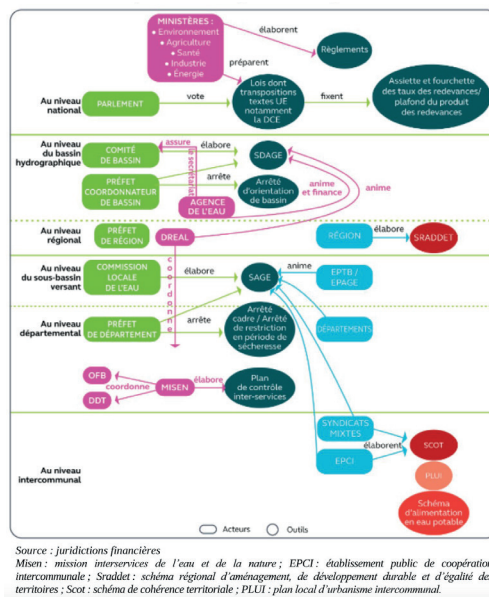 MINISTÈRES :
• Environnement
• Agriculture
• Santé
• Industrie
• Énergie
élaborent
Règlements
préparent
Au niveau
national
PARLEMENT
vote
Lois dont
transpositions
textes UE
notamment
la DCE
fixent
Assiette et fourchette
des taux des redevances/
plafond du produit
des redevances
Au niveau
du bassin
hydrographique
COMITÉ
DE BASSIN
assure
le secrétariat
élabore
SDAGE
PRÉFET
COORDONNATEUR
DE BASSIN
arrête
Arrêté
d'orientation
de bassin
AGENCE
DE L'EAU
anime
et finance
anime
Au niveau
régional
PRÉFET
DE RÉGION
DREAL
RÉGION
élabore
SRADDET
coordonne
Au niveau
du sous-bassin
versant
COMMISSION
LOCALE
DE L'EAU
élabore
SAGE
anime
EPTB /
EPAGE
Au niveau
départemental
PRÉFET
DE DÉPARTEMENT
arrête
Arrêté
cadre / Arrêté
de restriction
en période de
sécheresse
DÉPARTEMENTS
OFB
DDT
coordonne
MISEN
élabore
Plan
de contrôle
inter-services
Au niveau
intercommunal
SYNDICATS
MIXTES
EPCI
élaborent
SCOT
PLUI
Schéma
d'alimentation
en eau potable
Acteurs
Outils
Source : juridictions financières
Misen : mission interservices de l'eau et de la nature ; EPCI : établissement public de coopération
intercommunale ; Sraddet : schéma régional d'aménagement, de développement durable et d'égalité des
territoires ; Scot : schéma de cohérence territoriale ; PLUI : plan local d'urbanisme intercommunal.